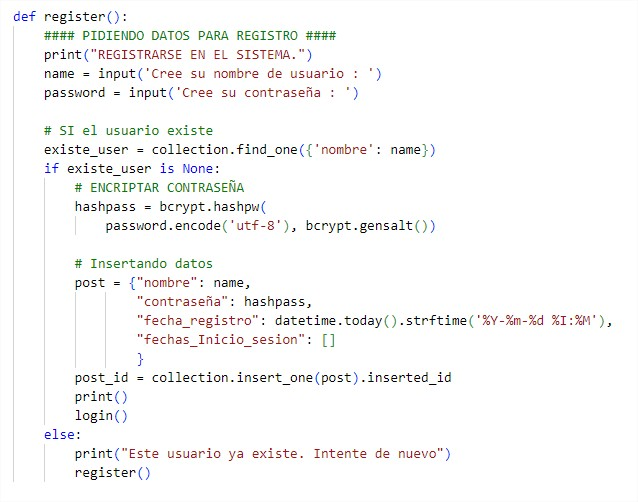 def register():
    #### PIDIENDO DATOS PARA REGISTRO ####
    print("REGISTRARSE EN EL SISTEMA.")
    name = input('Cree su nombre de usuario : ')
    password = input('Cree su contraseña : ')

    # SI el usuario existe
    existe_user = collection.find_one({'nombre': name})
    if existe_user is None:
        # ENCRIPTAR CONTRASEÑA
        hashpass = bcrypt.hashpw(
            password.encode('utf-8'), bcrypt.gensalt())

        # Insertando datos
        post = {"nombre": name,
                "contraseña": hashpass,
                "fecha_registro": datetime.today().strftime('%Y-%m-%d %I:%M'),
                "fechas_Inicio_sesion": []
                }
        post_id = collection.insert_one(post).inserted_id
        print()
        login()
    else:
        print("Este usuario ya existe. Intente de nuevo")
        register()